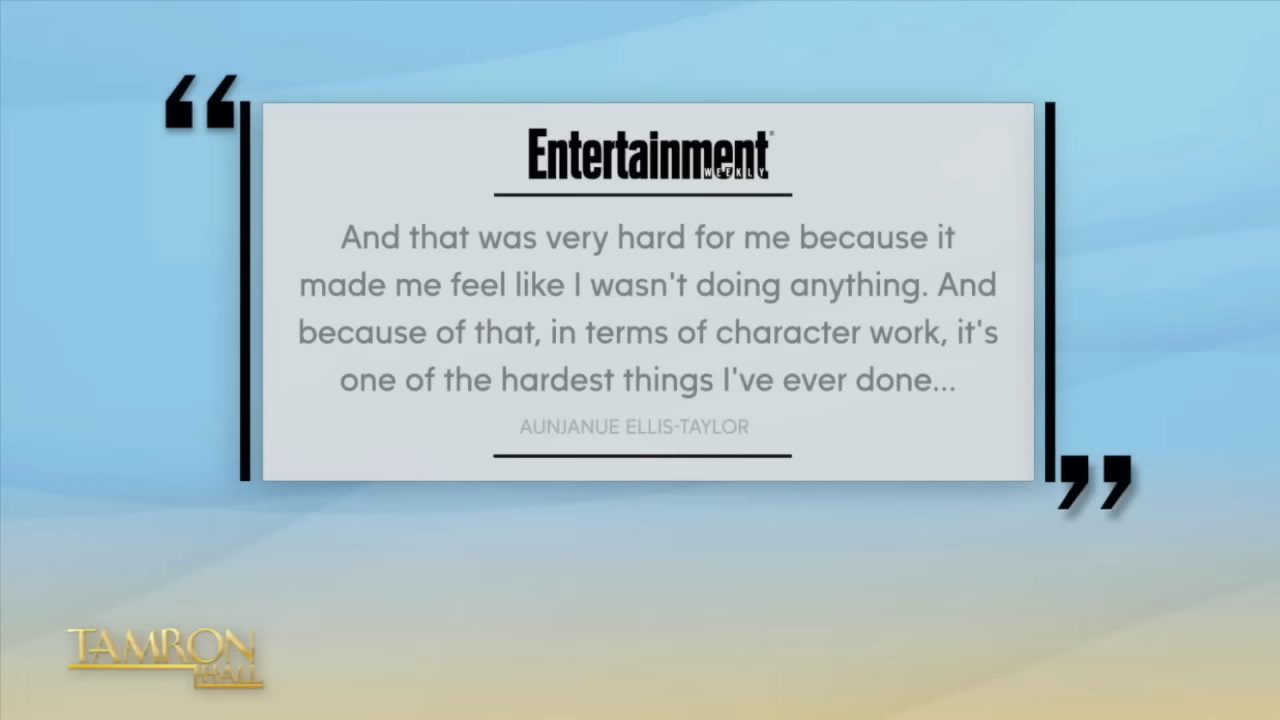 “
Entertainment
WEEKLY
And that was very hard for me because it
made me feel like I wasn't doing anything. And
because of that, in terms of character work, it's
one of the hardest things I've ever done...
AUNJANUE ELLIS-TAYLOR
”
TAMRON
HALL